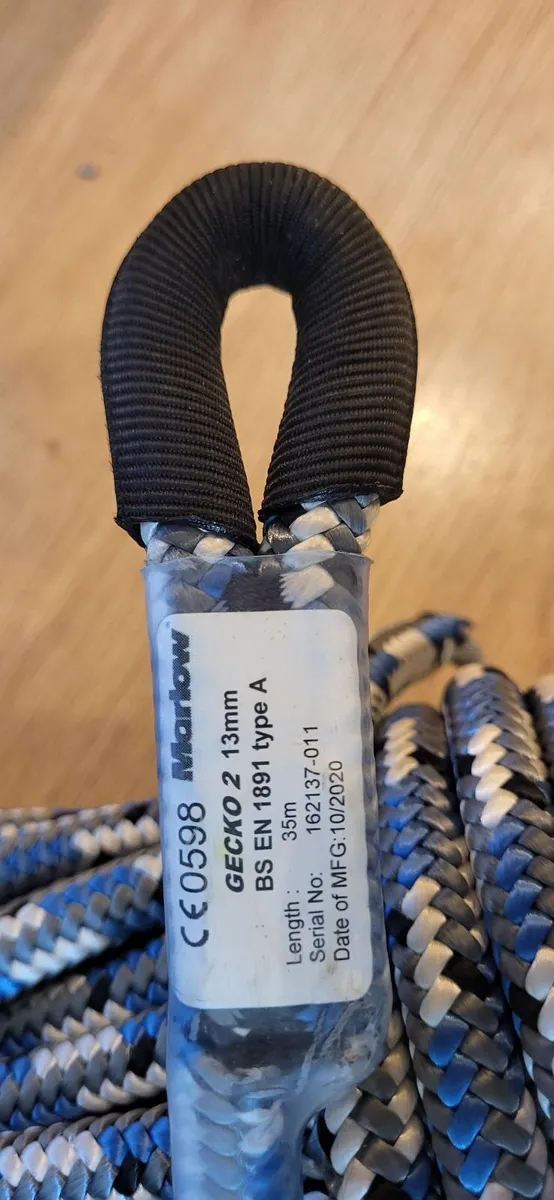 CE0598 Marlow
GECKO 2 13mm
BS EN 1891 type A
Length : 35m
Serial No: 162137-011
Date of MFG:10/2020